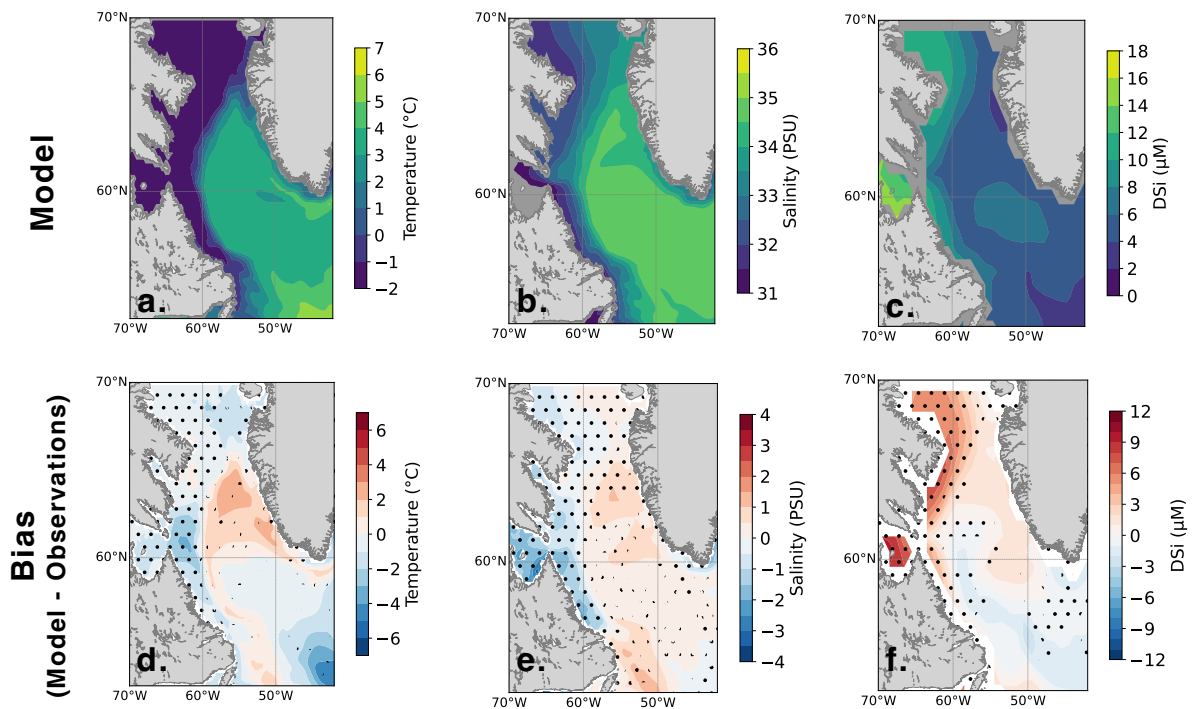 Model
70°N
60°N
70°W
60°W
50°W
a.
7
6
5
4
3
2
1
0
−1
−2
Temperature (°C)
70°N
60°N
70°W
60°W
50°W
b.
36
35
34
33
32
31
Salinity (PSU)
70°N
60°N
70°W
60°W
50°W
c.
18
16
14
12
10
8
6
4
2
0
DSi (μM)
Bias
(Model - Observations)
70°N
60°N
70°W
60°W
50°W
d.
6
4
2
0
−2
−4
−6
Temperature (°C)
70°N
60°N
70°W
60°W
50°W
e.
4
3
2
1
0
−1
−2
−3
−4
Salinity (PSU)
70°N
60°N
70°W
60°W
50°W
f.
12
9
6
3
0
−3
−6
−9
−12
DSi (μM)